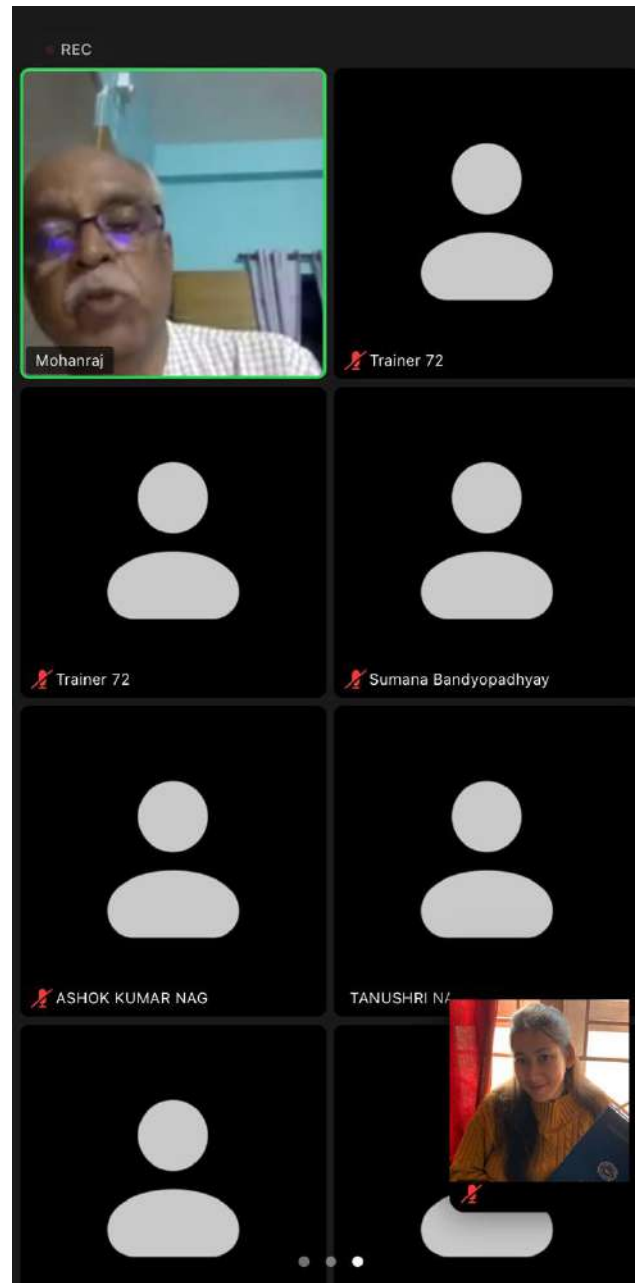 REC
Mohanraj
Trainer 72
Trainer 72
Sumana Bandyopadhyay
ASHOK KUMAR NAG
TANUSHRI NA